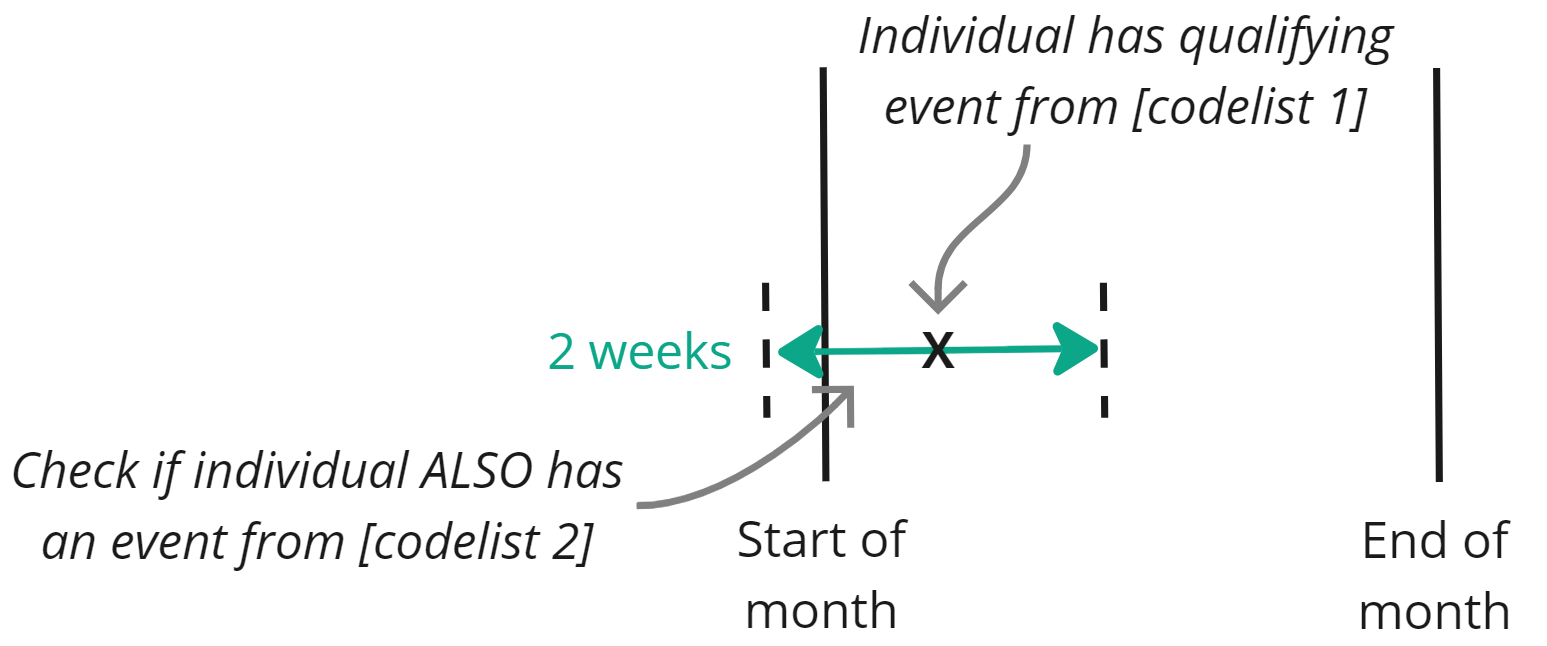 Individual has qualifying
event from [codelist 1]
X
2 weeks
Check if individual ALSO has
an event from [codelist 2]
Start of
month
End of
month